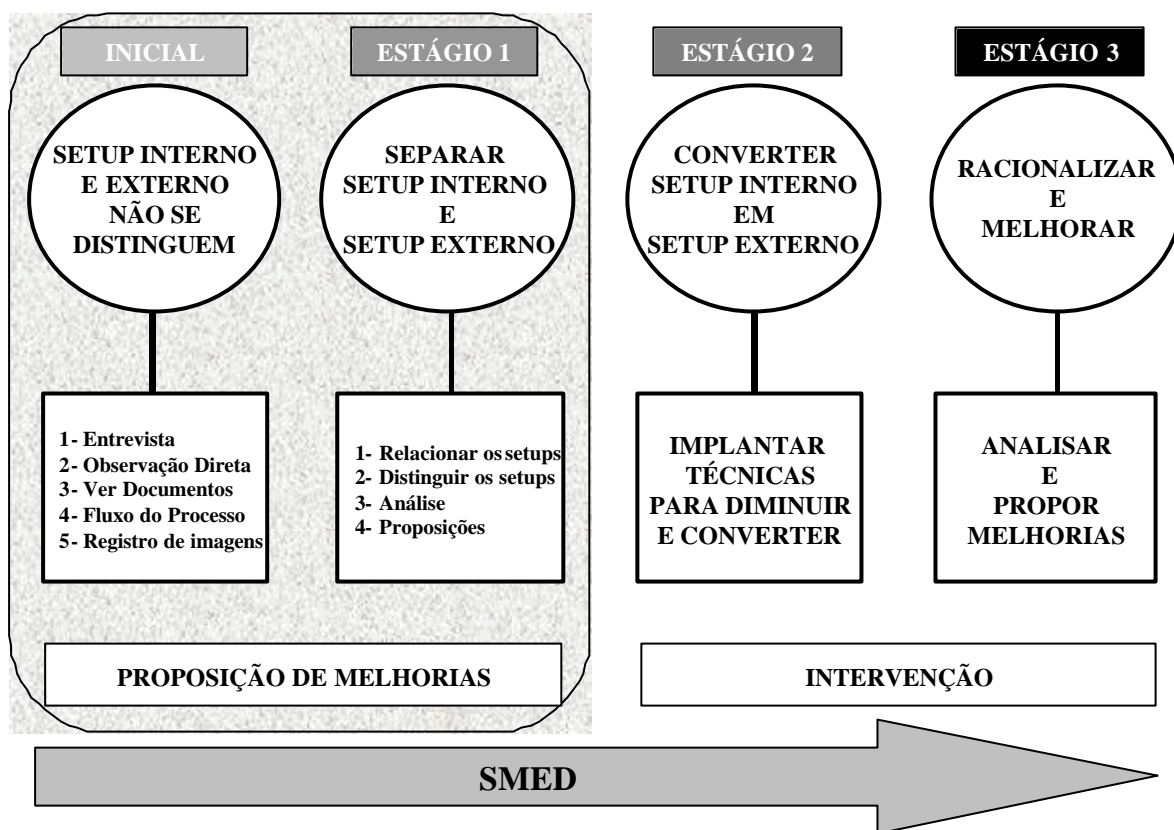 INICIAL
ESTÁGIO 1
ESTÁGIO 2
ESTÁGIO 3
SETUP INTERNO
E EXTERNO
NÃO SE
DISTINGUEM
SEPARAR
SETUP INTERNO
E
SETUP EXTERNO
CONVERTER
SETUP INTERNO
EM
SETUP EXTERNO
RACIONALIZAR
E
MELHORAR
1- Entrevista
2- Observação Direta
3- Ver Documentos
4- Fluxo do Processo
5- Registro de imagens
1- Relacionar os setups
2- Distinguir os setups
3- Análise
4- Proposições
IMPLANTAR
TÉCNICAS
PARA DIMINUIR
E CONVERTER
ANALISAR
E
PROPOR
MELHORIAS
PROPOSIÇÃO DE MELHORIAS
INTERVENÇÃO
SMED